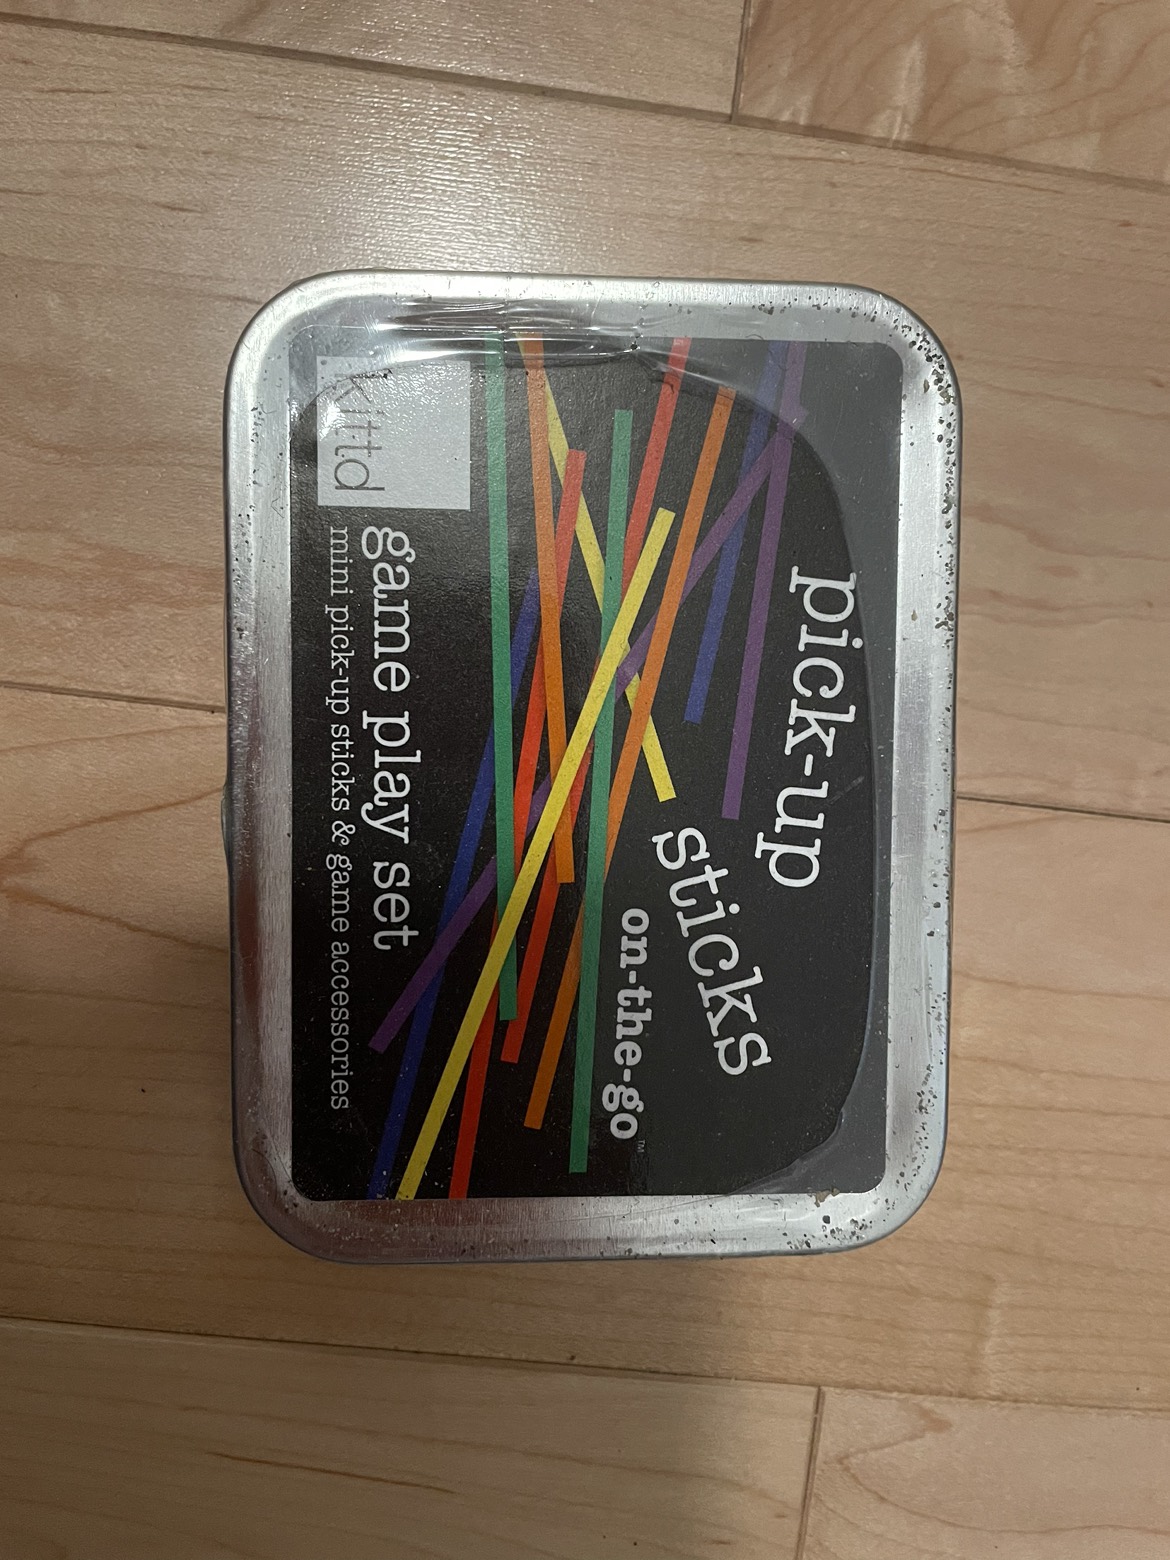 pick-up
sticks
on-the-go™
kittd
game play set
mini pick-up sticks & game accessories